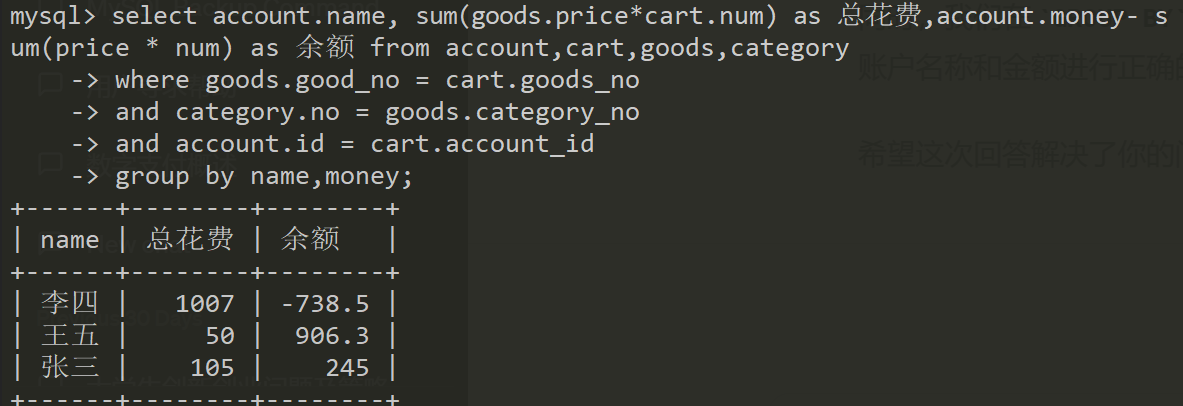 mysql> select account.name, sum(goods.price*cart.num) as 总花费,account.money- s
um(price * num) as 余额 from account,cart,goods,category
    -> where goods.good_no = cart.goods_no
    -> and category.no = goods.category_no
    -> and account.id = cart.account_id
    -> group by name,money;
+------+--------+--------+
| name | 总花费 | 余额   |
+------+--------+--------+
| 李四 |   1007 | -738.5 |
| 王五 |     50 |  906.3 |
| 张三 |    105 |    245 |
+------+--------+--------+
账户名称和金额进行正确
希望这次回答解决了你的